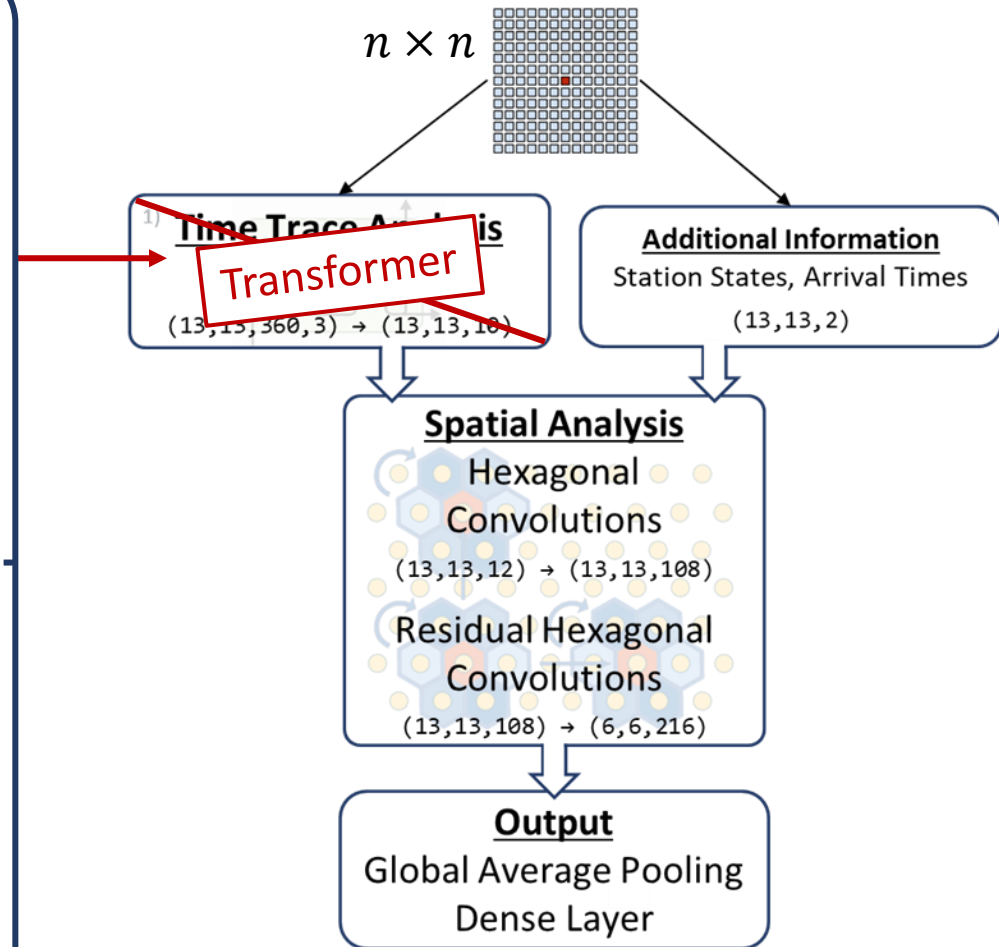 n × n
1)
Time Trace Analysis
Transformer
(13,13,360,3) → (13,13,10)
Additional Information
Station States, Arrival Times
(13,13,2)
Spatial Analysis
Hexagonal
Convolutions
(13,13,12) → (13,13,108)
Residual Hexagonal
Convolutions
(13,13,108) → (6,6,216)
Output
Global Average Pooling
Dense Layer